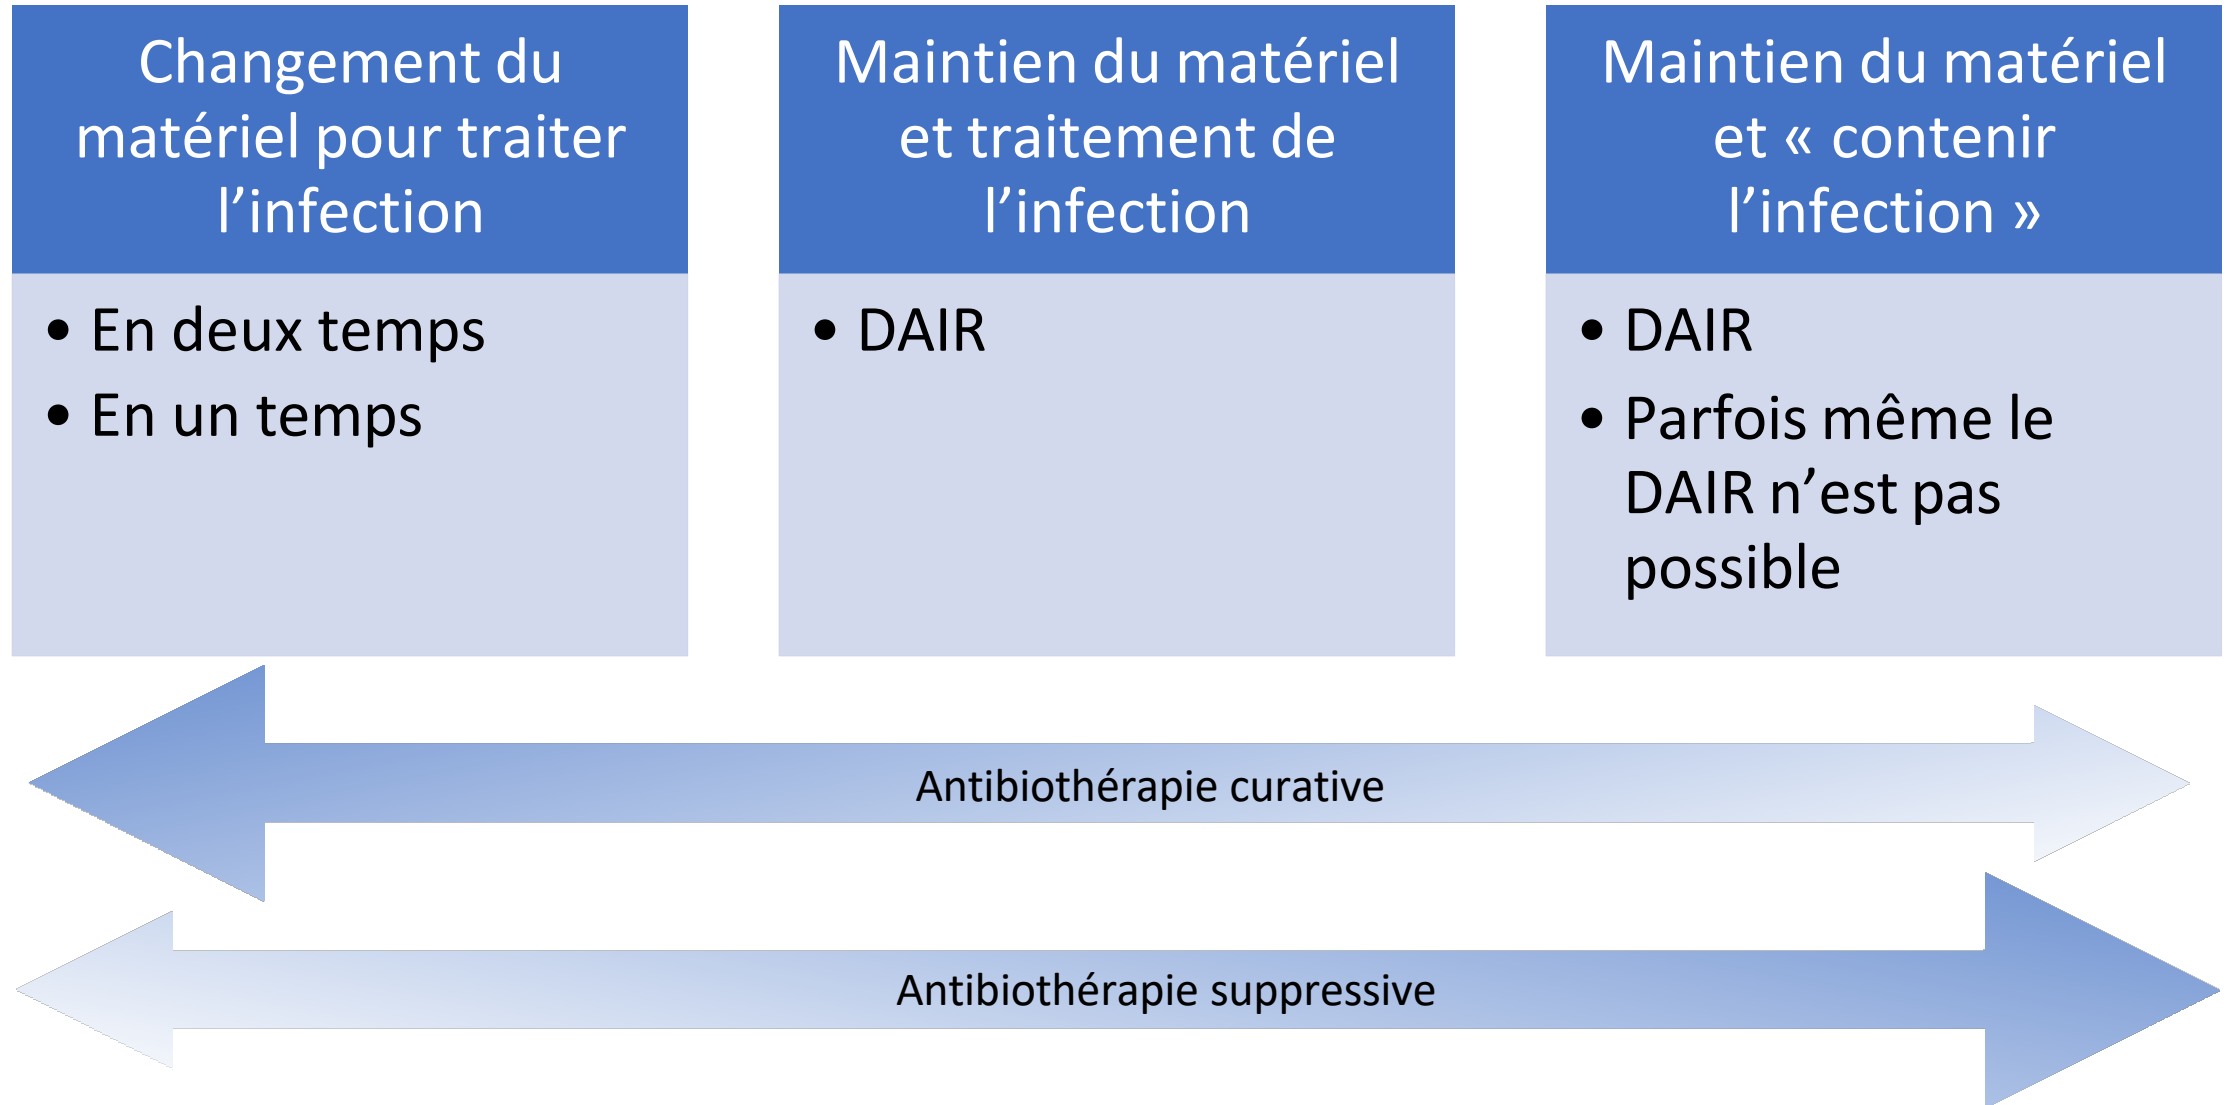 Changement du
matériel pour traiter
l’infection
• En deux temps
• En un temps
Maintien du matériel
et traitement de
l’infection
• DAIR
Maintien du matériel
et « contenir
l’infection »
• DAIR
• Parfois même le
DAIR n’est pas
possible
Antibiothérapie curative
Antibiothérapie suppressive